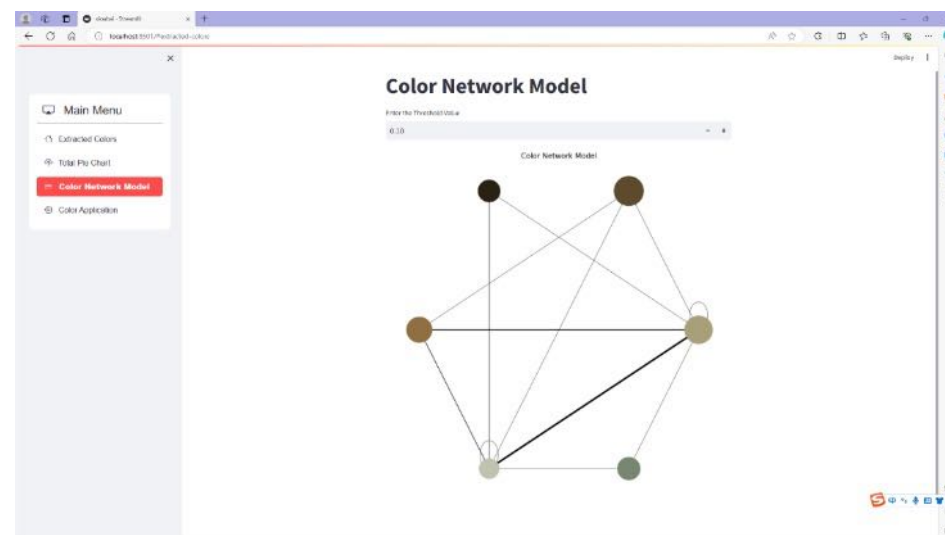 Deploy
Color Network Model
Enter the Threshold Value
0.10
Main Menu
Extracted Colors
Total Pie Chart
Color Network Model
Color Application
Color Network Model
中